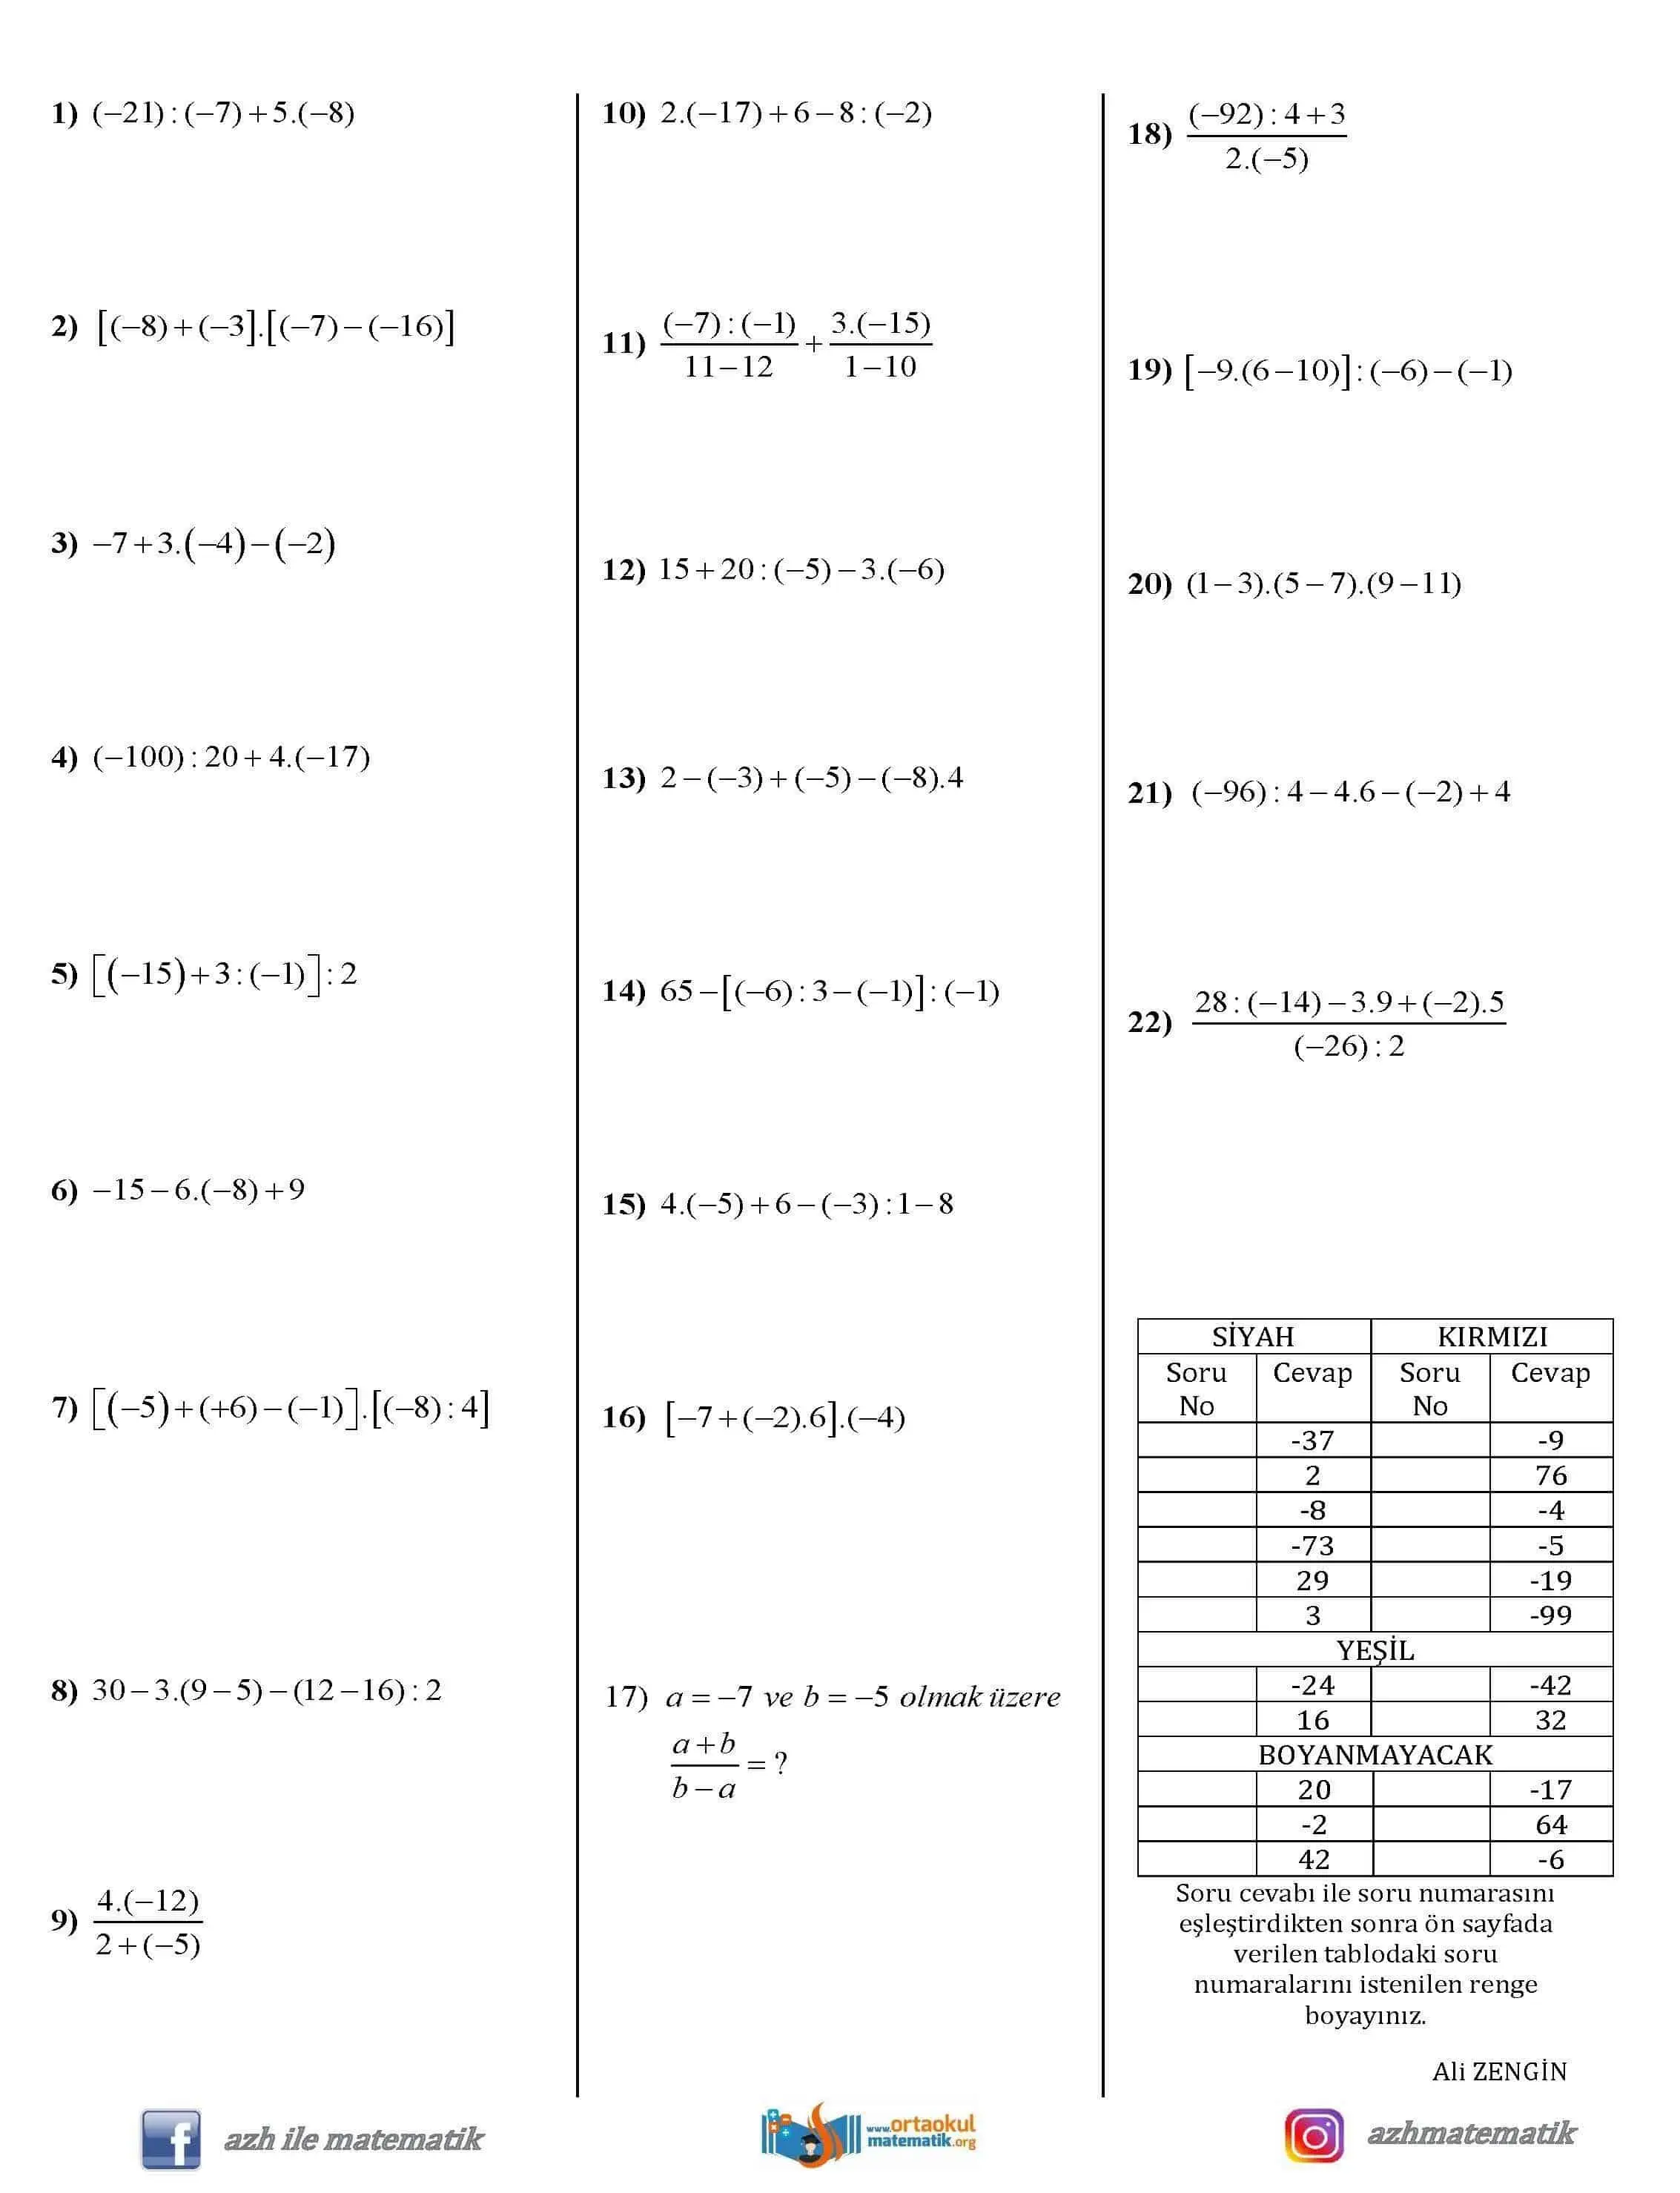 1) (−21) : (−7) + 5.(−8)
2) [(−8) + (−3].[(−7) − (−16)]
3) −7 + 3.(−4) − (−2)
4) (−100) : 20 + 4.(−17)
5) [(−15) + 3 : (−1)] : 2
6) −15 − 6.(−8) + 9
7) [(−5) + (+6) − (−1)].[(−8) : 4]
8) 30 − 3.(9 − 5) − (12 − 16) : 2
9) 4.(−12)
2 + (−5)
10) 2.(−17) + 6 − 8 : (−2)
11) (−7) : (−1) + 3.(−15)
11 − 12 1 − 10
12) 15 + 20 : (−5) − 3.(−6)
13) 2 − (−3) + (−5) − (−8).4
14) 65 − [(−6) : 3 − (−1)] : (−1)
15) 4.(−5) + 6 − (−3) : 1 − 8
16) [−7 + (−2).6].(−4)
17) a = −7 ve b = −5 olmak üzere
a + b
= ?
b − a
18) (−92) : 4 + 3
2.(−5)
19) [−9.(6 − 10)] : (−6) − (−1)
20) (1 − 3).(5 − 7).(9 − 11)
21) (−96) : 4 − 4.6 − (−2) + 4
22) 28 : (−14) − 3.9 + (−2).5
(−26) : 2
SİYAH KIRMIZI
Soru Cevap Soru Cevap
No No
-37 -9
2 76
-8 -4
-73 -5
29 -19
3 -99
YEŞİL
-24 -42
16 32
BOYANMAYACAK
20 -17
-2 64
42 -6
Soru cevabı ile soru numarasını
eşleştirdikten sonra ön sayfada
verilen tablodaki soru
numaralarını istenilen renge
boyayınız.
Ali ZENGİN
f azh ile matematik
www.ortaokul
matematik.org
azhmatematik